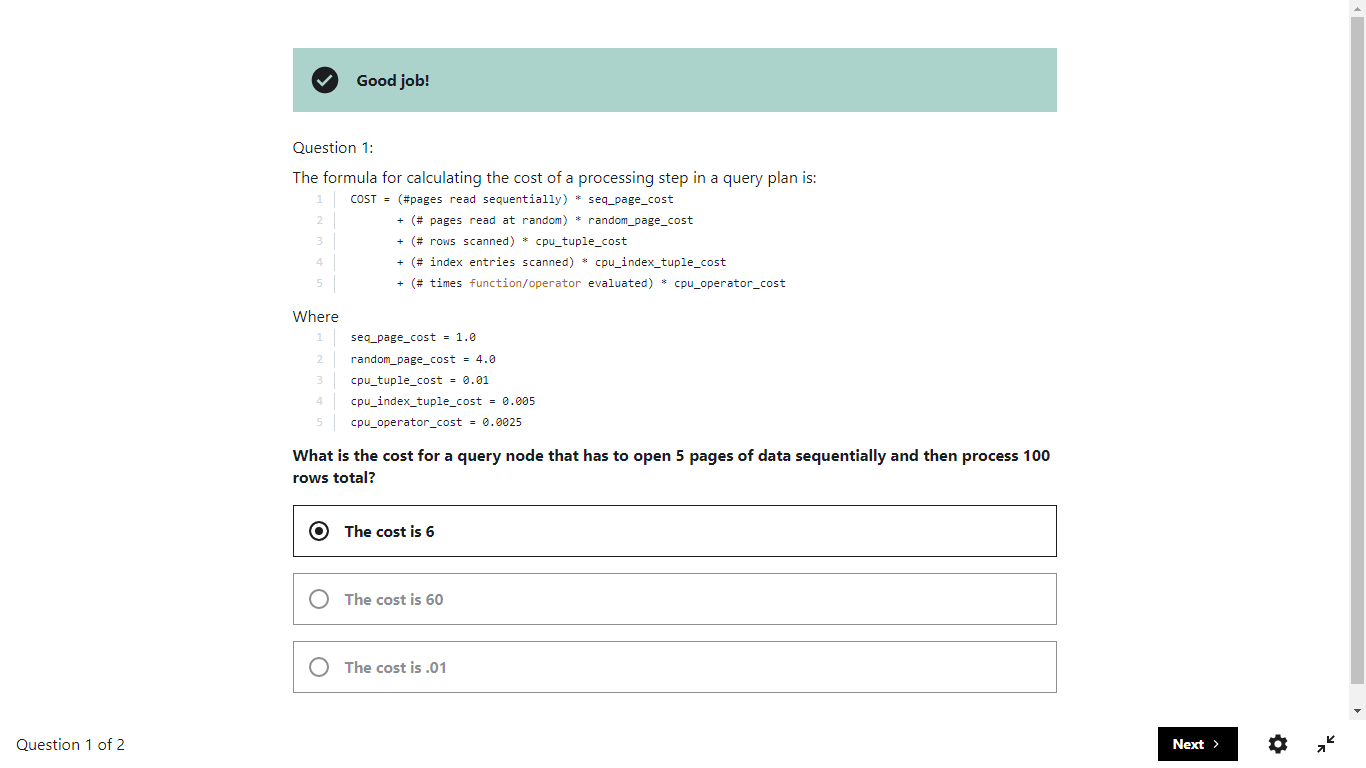 Good job!
Question 1:
The formula for calculating the cost of a processing step in a query plan is:
1 COST = (#pages read sequentially) * seq_page_cost
2 + (# pages read at random) * random_page_cost
3 + (# rows scanned) * cpu_tuple_cost
4 + (# index entries scanned) * cpu_index_tuple_cost
5 + (# times function/operator evaluated) * cpu_operator_cost
Where
1 seq_page_cost = 1.0
2 random_page_cost = 4.0
3 cpu_tuple_cost = 0.01
4 cpu_index_tuple_cost = 0.005
5 cpu_operator_cost = 0.0025
What is the cost for a query node that has to open 5 pages of data sequentially and then process 100
rows total?
The cost is 6
The cost is 60
The cost is .01
Question 1 of 2
Next